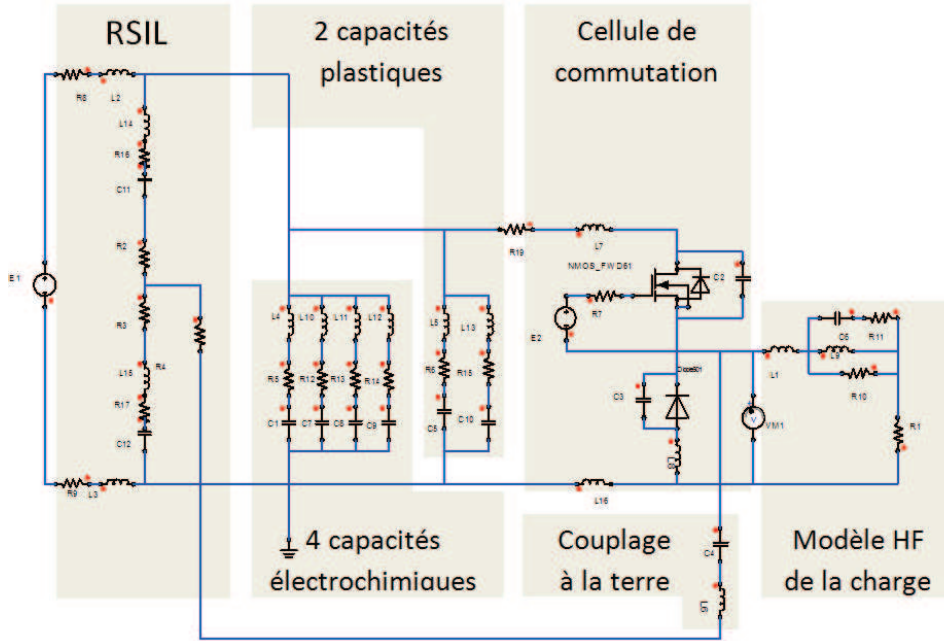 RSIL
2 capacités
plastiques
Cellule de
commutation
R8
L2
L14
R16
C11
R2
E1
R3
R4
L15
R17
C12
R9
L3
L4
L10
L11
L12
R5
R12
R13
R14
C1
C7
C8
C9
L5
L13
R6
R15
C5
C10
R19
L7
NMOS_FWD61
C2
R7
E2
C3
L16
L1
C6
R11
L9
R10
VM1
R1
C4
4 capacités
électrochimiques
Couplage
à la terre
Modèle HF
de la charge